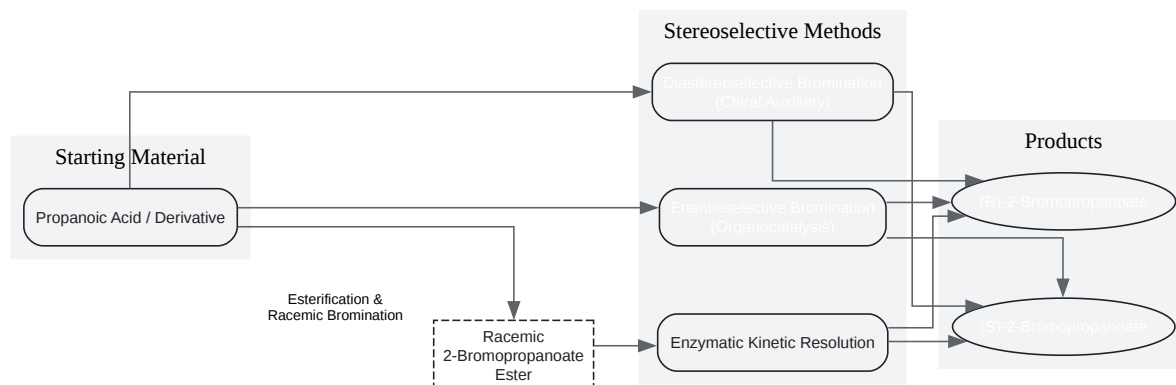 Stereoselective Methods
Diastereoselective Bromination
(Chiral Auxiliary)
Starting Material
Propanoic Acid / Derivative
Enantioselective Bromination
(Organocatalysis)
Products
(R)-2-Bromopropanoate
(S)-2-Bromopropanoate
Esterification &
Racemic Bromination
Racemic
2-Bromopropanoate
Ester
Enzymatic Kinetic Resolution